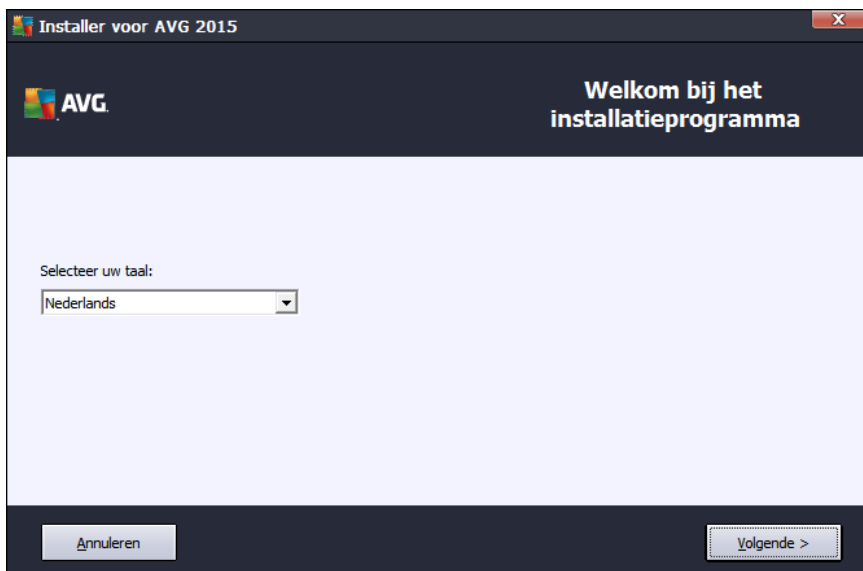 Installer voor AVG 2015
X
AVG.
Welkom bij het
installatieprogramma
Selecteer uw taal:
Nederlands
Annuleren
Volgende >